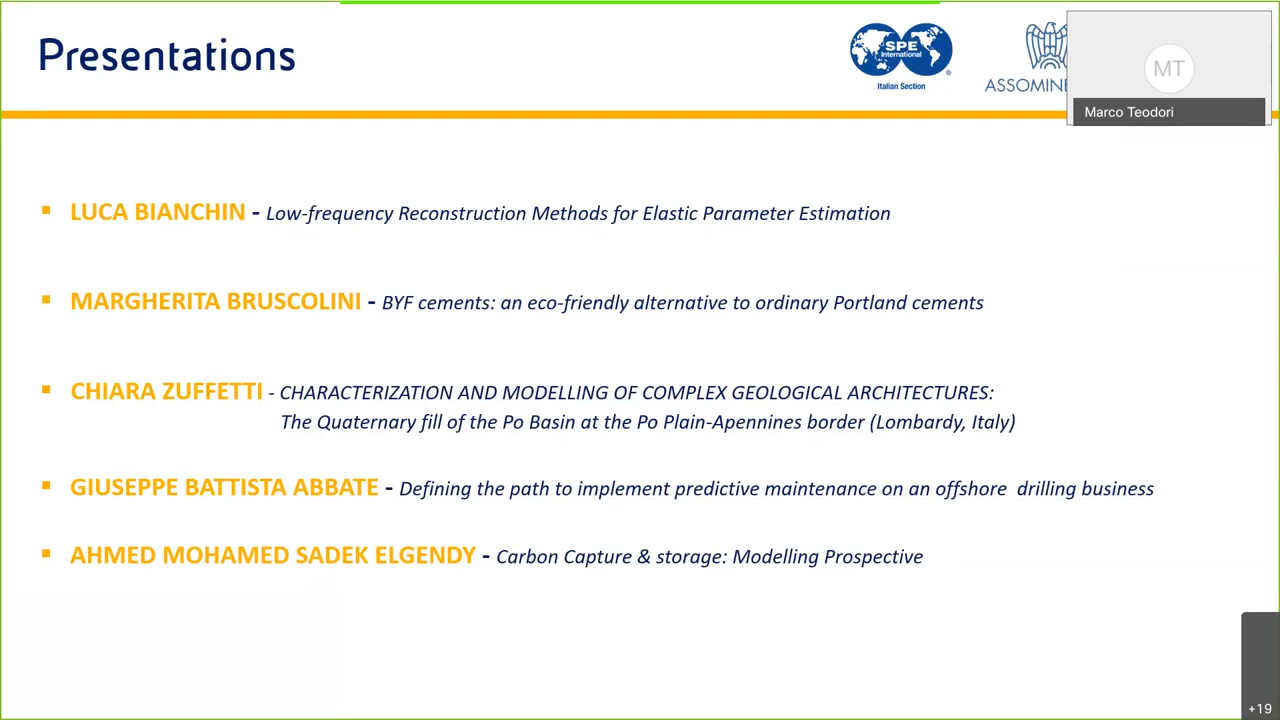 Presentations
SPE
International
®
Italian Section
ASSOMINE
MT
Marco Teodori
LUCA BIANCHIN - Low-frequency Reconstruction Methods for Elastic Parameter Estimation
MARGHERITA BRUSCOLINI - BYF cements: an eco-friendly alternative to ordinary Portland cements
CHIARA ZUFFETTI - CHARACTERIZATION AND MODELLING OF COMPLEX GEOLOGICAL ARCHITECTURES:
The Quaternary fill of the Po Basin at the Po Plain-Apennines border (Lombardy, Italy)
GIUSEPPE BATTISTA ABBATE - Defining the path to implement predictive maintenance on an offshore drilling business
AHMED MOHAMED SADEK ELGENDY - Carbon Capture & storage: Modelling Prospective
+19